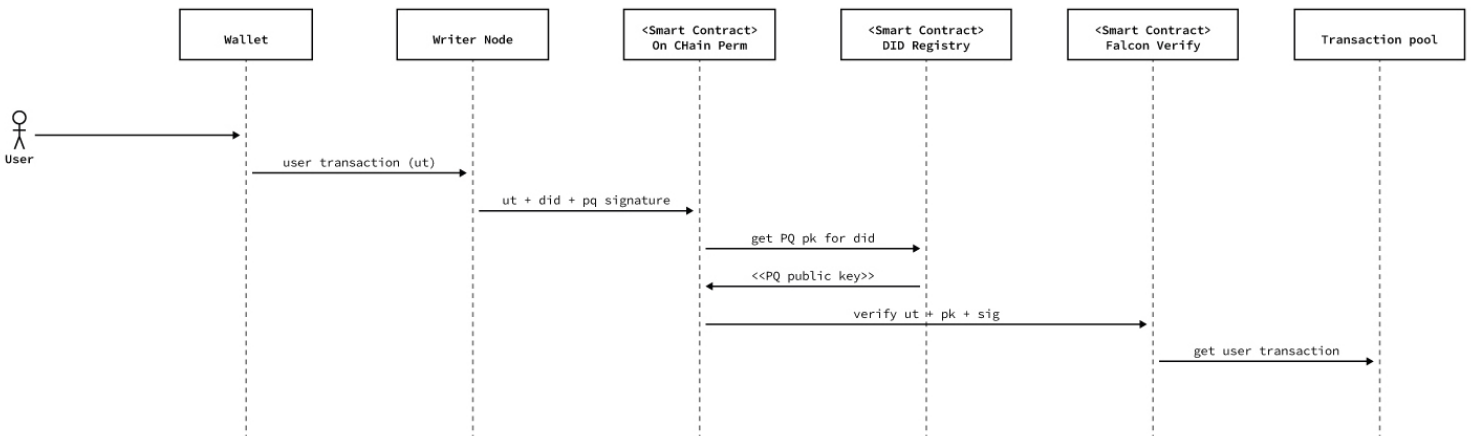 Wallet
Writer Node
<Smart Contract>
On CHain Perm
<Smart Contract>
DID Registry
<Smart Contract>
Falcon Verify
Transaction pool
User
user transaction (ut)
ut + did + pq signature
get PQ pk for did
<<PQ public key>>
verify ut + pk + sig
get user transaction